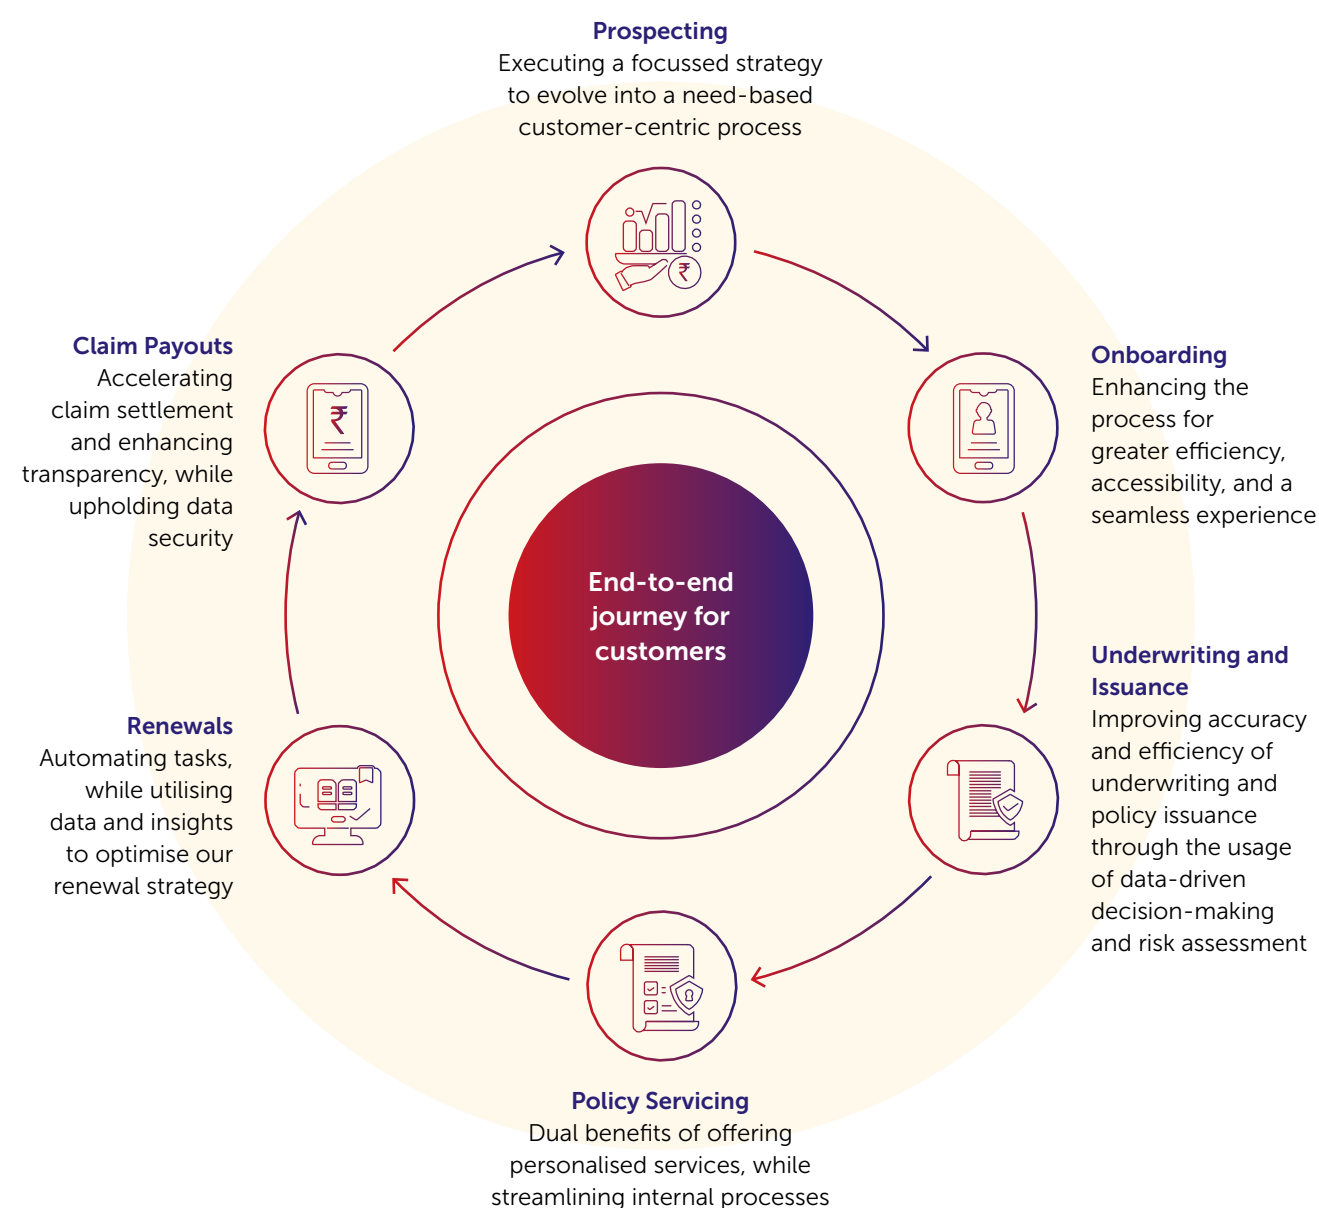 Prospecting
Executing a focussed strategy
to evolve into a need-based
customer-centric process
Onboarding
Enhancing the
process for
greater efficiency,
accessibility, and a
seamless experience
Underwriting and
Issuance
Improving accuracy
and efficiency of
underwriting and
policy issuance
through the usage
of data-driven
decision-making
and risk assessment
Policy Servicing
Dual benefits of offering
personalised services, while
streamlining internal processes
Renewals
Automating tasks,
while utilising
data and insights
to optimise our
renewal strategy
Claim Payouts
Accelerating
claim settlement
and enhancing
transparency, while
upholding data
security
End-to-end
journey for
customers
₹
₹